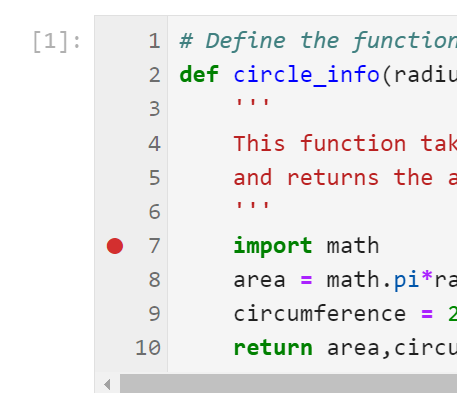 [1]:
1 # Define the function
2 def circle_info(radiu
3 '''
4 This function tak
5 and returns the a
6 '''
7 import math
8 area = math.pi*ra
9 circumference = 2
10 return area,circu